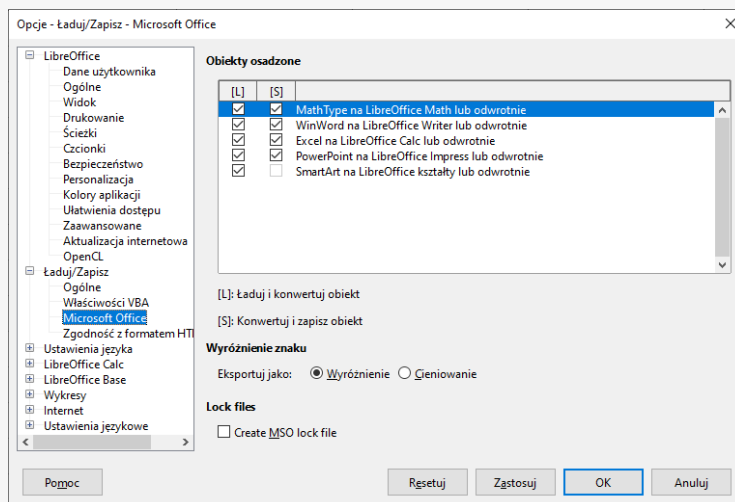 Opcje - Ładuj/Zapisz - Microsoft Office
LibreOffice
Dane użytkownika
Ogólne
Widok
Drukowanie
Ścieżki
Czcionki
Bezpieczeństwo
Personalizacja
Kolory aplikacji
Ułatwienia dostępu
Zaawansowane
Aktualizacja internetowa
OpenCL
Ładuj/Zapisz
Ogólne
Właściwości VBA
Microsoft Office
Zgodność z formatem HTI
Ustawienia języka
LibreOffice Calc
LibreOffice Base
Wykresy
Internet
Ustawienia językowe
Obiekty osadzone
[L] [S]
MathType na LibreOffice Math lub odwrotnie
WinWord na LibreOffice Writer lub odwrotnie
Excel na LibreOffice Calc lub odwrotnie
PowerPoint na LibreOffice Impress lub odwrotnie
SmartArt na LibreOffice kształty lub odwrotnie
[L]: Ładuj i konwertuj obiekt
[S]: Konwertuj i zapisz obiekt
Wyróżnienie znaku
Eksportuj jako: Wyróżnienie Cieniowanie
Lock files
Create MSO lock file
Pomoc Resetuj Zastosuj OK Anuluj